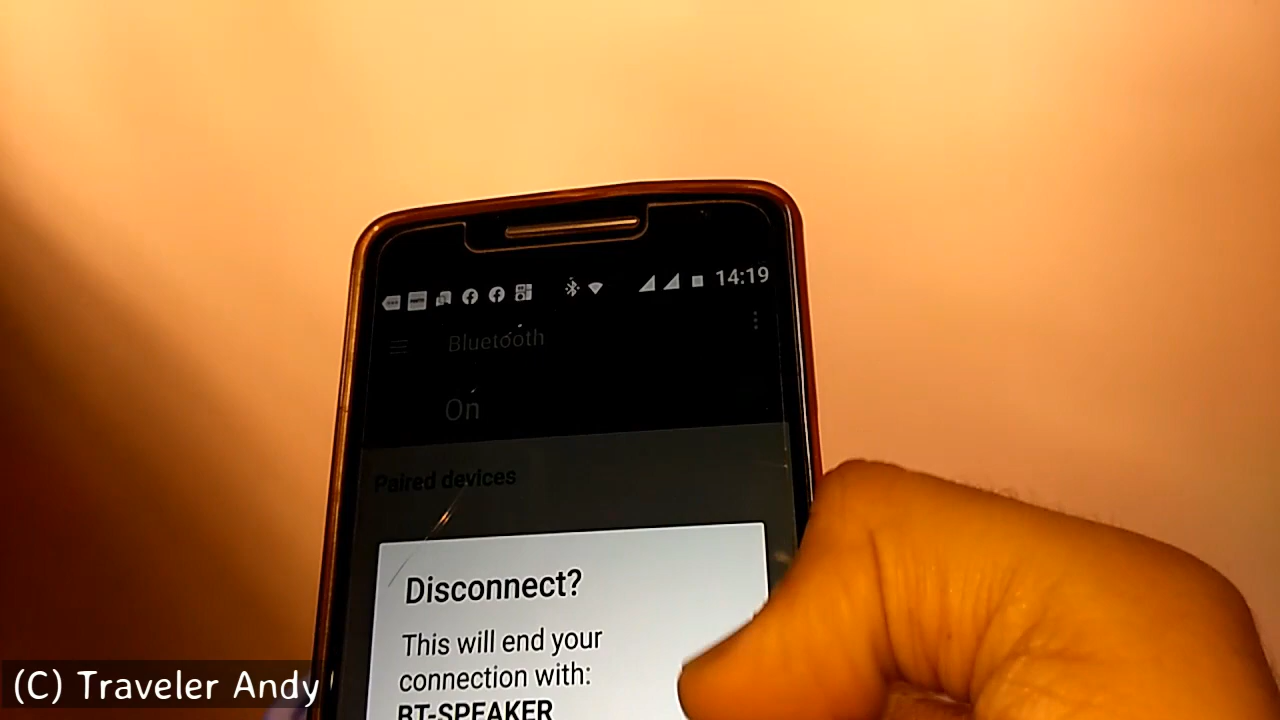 14:19
Bluetooth
On
Paired devices
Disconnect?
This will end your
connection with:
BT-SPEAKER
(C) Traveler Andy